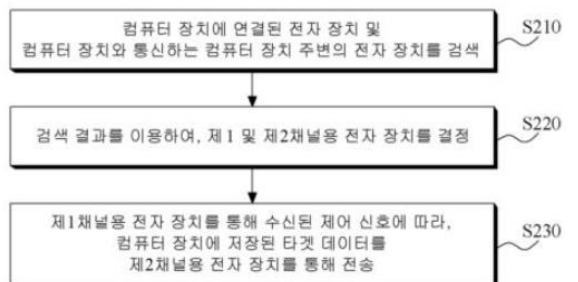 컴퓨터 장치에 연결된 전자 장치 및
컴퓨터 장치와 통신하는 컴퓨터 장치 주변의 전자 장치를 검색
S210
검색 결과를 이용하여, 제1 및 제2채널용 전자 장치를 결정
S220
제1채널용 전자 장치를 통해 수신된 제어 신호에 따라,
컴퓨터 장치에 저장된 타겟 데이터를
제2채널용 전자 장치를 통해 전송
S230